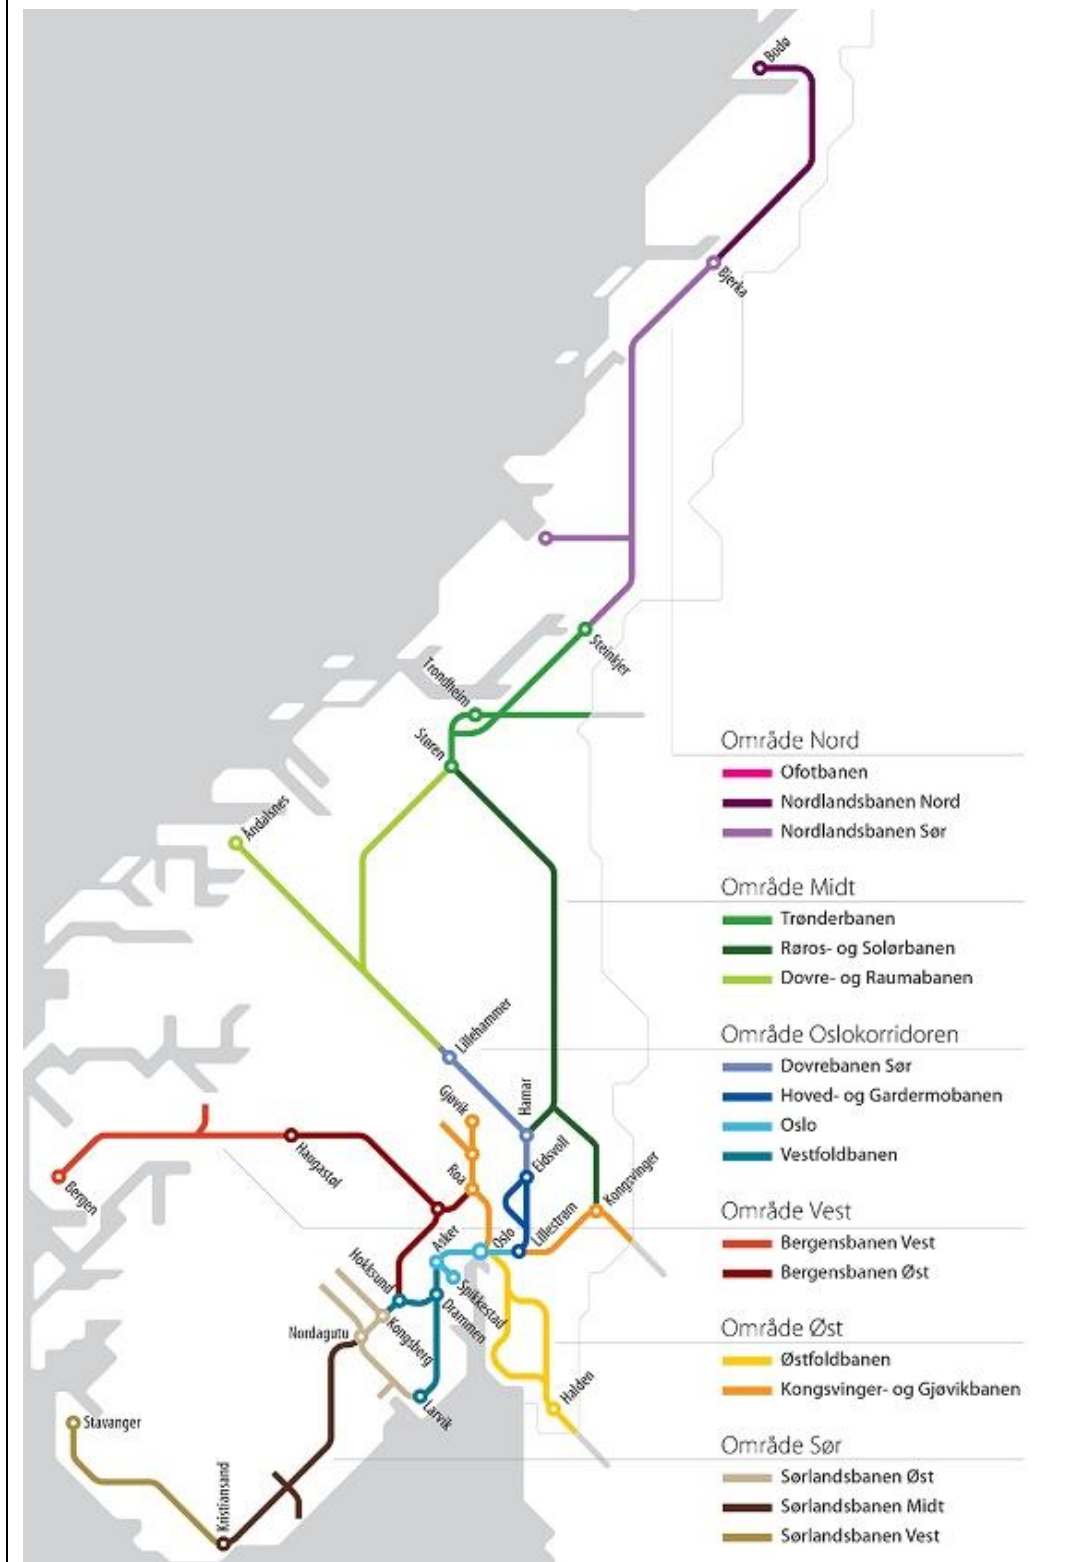 Bodø
Bjerka
Steinkjer
Trondheim
Støren
Åndalsnes
Lillehammer
Gjøvik
Hamar
Eidsvoll
Roa
Haugastøl
Bergen
Kongsvinger
Lillestrøm
Oslo
Asker
Hokksund
Spikkestad
Drammen
Kongsberg
Nordagutu
Larvik
Halden
Stavanger
Kristiansand
Område Nord
Ofotbanen
Nordlandsbanen Nord
Nordlandsbanen Sør
Område Midt
Trønderbanen
Røros- og Solørbanen
Dovre- og Raumabanen
Område Oslokorridoren
Dovrebanen Sør
Hoved- og Gardermobanen
Oslo
Vestfoldbanen
Område Vest
Bergensbanen Vest
Bergensbanen Øst
Område Øst
Østfoldbanen
Kongsvinger- og Gjøvikbanen
Område Sør
Sørlandsbanen Øst
Sørlandsbanen Midt
Sørlandsbanen Vest